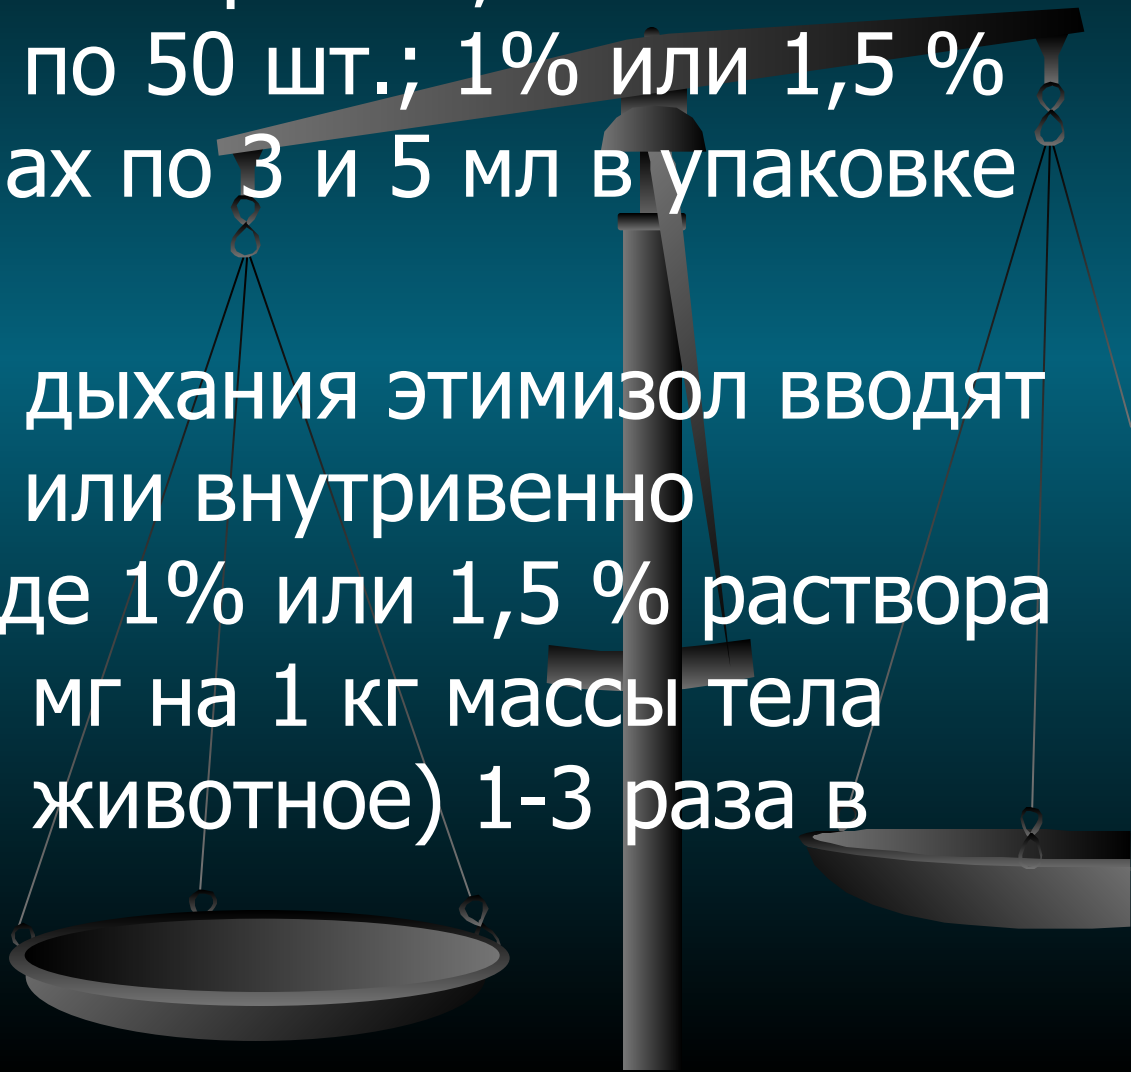 по 50 шт.; 1% или 1,5 %
ах по 3 и 5 мл в упаковке
дыхания этимизол вводят
или внутривенно
де 1% или 1,5 % раствора
мг на 1 кг массы тела
животное) 1-3 раза в